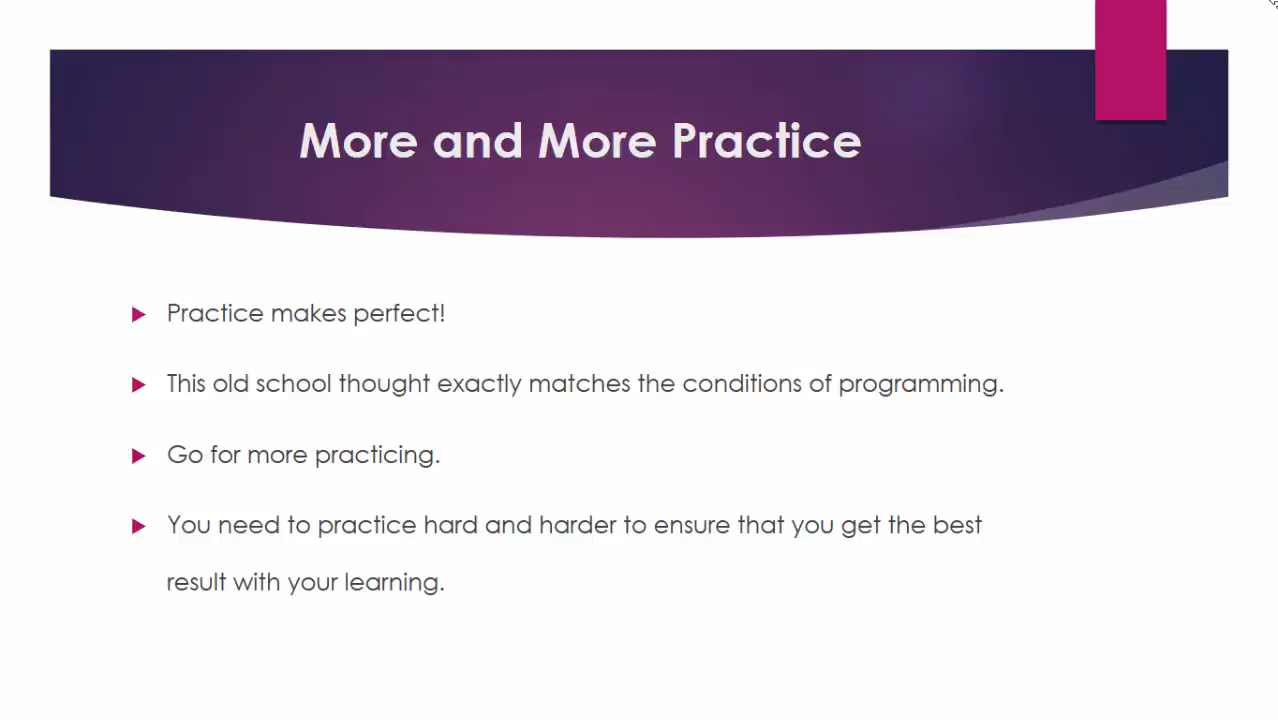 More and More Practice
Practice makes perfect!
This old school thought exactly matches the conditions of programming.
Go for more practicing.
You need to practice hard and harder to ensure that you get the best
result with your learning.